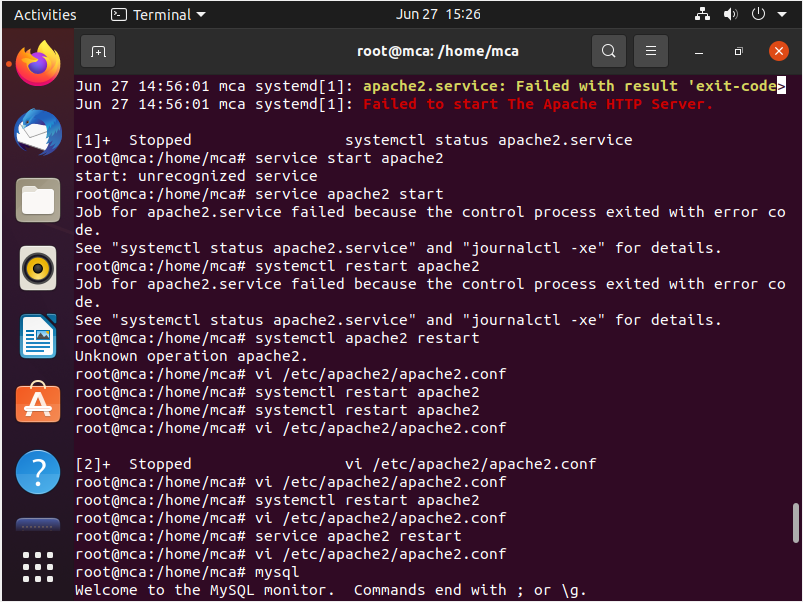 Activities Terminal Jun 27 15:26
root@mca: /home/mca
Jun 27 14:56:01 mca systemd[1]: apache2.service: Failed with result 'exit-code>
Jun 27 14:56:01 mca systemd[1]: Failed to start The Apache HTTP Server.
[1]+  Stopped                 systemctl status apache2.service
root@mca:/home/mca# service start apache2
start: unrecognized service
root@mca:/home/mca# service apache2 start
Job for apache2.service failed because the control process exited with error co
de.
See "systemctl status apache2.service" and "journalctl -xe" for details.
root@mca:/home/mca# systemctl restart apache2
Job for apache2.service failed because the control process exited with error co
de.
See "systemctl status apache2.service" and "journalctl -xe" for details.
root@mca:/home/mca# systemctl apache2 restart
Unknown operation apache2.
root@mca:/home/mca# vi /etc/apache2/apache2.conf
root@mca:/home/mca# systemctl restart apache2
root@mca:/home/mca# systemctl restart apache2
root@mca:/home/mca# vi /etc/apache2/apache2.conf
[2]+  Stopped                 vi /etc/apache2/apache2.conf
root@mca:/home/mca# vi /etc/apache2/apache2.conf
root@mca:/home/mca# systemctl restart apache2
root@mca:/home/mca# vi /etc/apache2/apache2.conf
root@mca:/home/mca# service apache2 restart
root@mca:/home/mca# vi /etc/apache2/apache2.conf
root@mca:/home/mca# mysql
Welcome to the MySQL monitor.  Commands end with ; or \g.